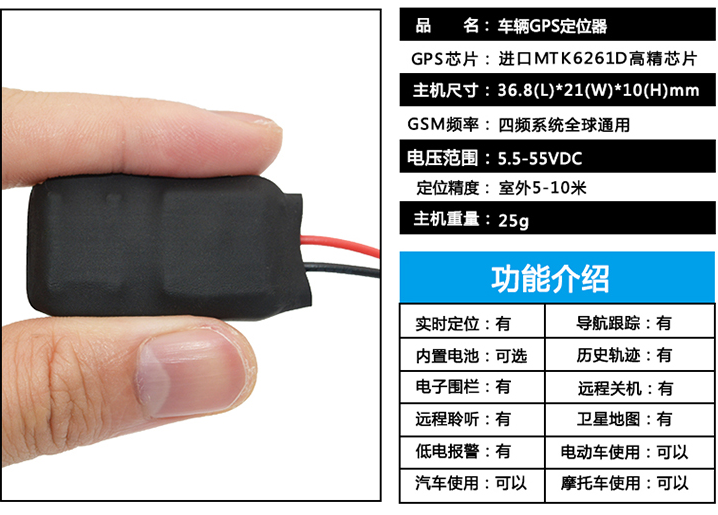 品 名：车辆GPS定位器
GPS芯片：进口MTK6261D高精芯片
主机尺寸：36.8(L)*21(W)*10(H)mm
GSM频率：四频系统全球通用
电压范围：5.5-55VDC
定位精度：室外5-10米
主机重量：25g
功能介绍
实时定位：有 导航跟踪：有
内置电池：可选 历史轨迹：有
电子围栏：有 远程关机：有
远程聆听：有 卫星地图：有
低电报警：有 电动车使用：可以
汽车使用：可以 摩托车使用：可以